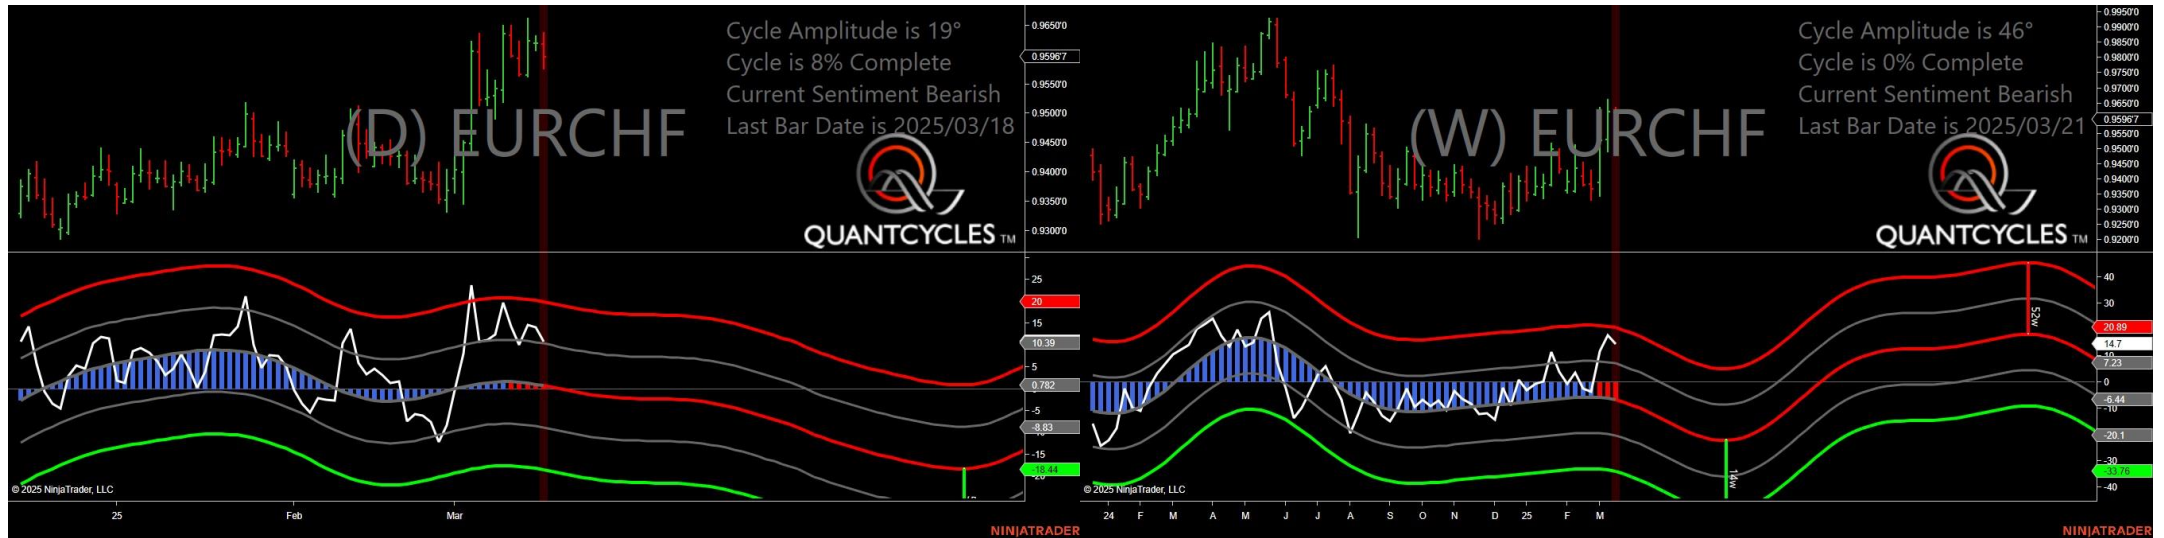 Cycle Amplitude is 19°
Cycle is 8% Complete
Current Sentiment Bearish
Last Bar Date is 2025/03/18
(D) EURCHF
QUANTCYCLES TM
0.9650'0
0.9596'7
0.9550'0
0.9500'0
0.9450'0
0.9400'0
0.9350'0
0.9300'0
25
20
15
10.39
5
0.782
-5
-8.83
-15
-18.44
© 2025 NinjaTrader, LLC
25
Feb
Mar
NINJATRADER
Cycle Amplitude is 46°
Cycle is 0% Complete
Current Sentiment Bearish
Last Bar Date is 2025/03/21
(W) EURCHF
QUANTCYCLES TM
0.9950'0
0.9900'0
0.9850'0
0.9800'0
0.9750'0
0.9700'0
0.9650'0
0.9596'7
0.9550'0
0.9500'0
0.9450'0
0.9400'0
0.9350'0
0.9300'0
0.9250'0
0.9200'0
52w
14w
40
30
20.89
14.7
7.23
0
-6.44
-10
-20.1
-30
-33.76
-40
© 2025 NinjaTrader, LLC
24 F M A M J J A S O N D 25 F M
NINJATRADER